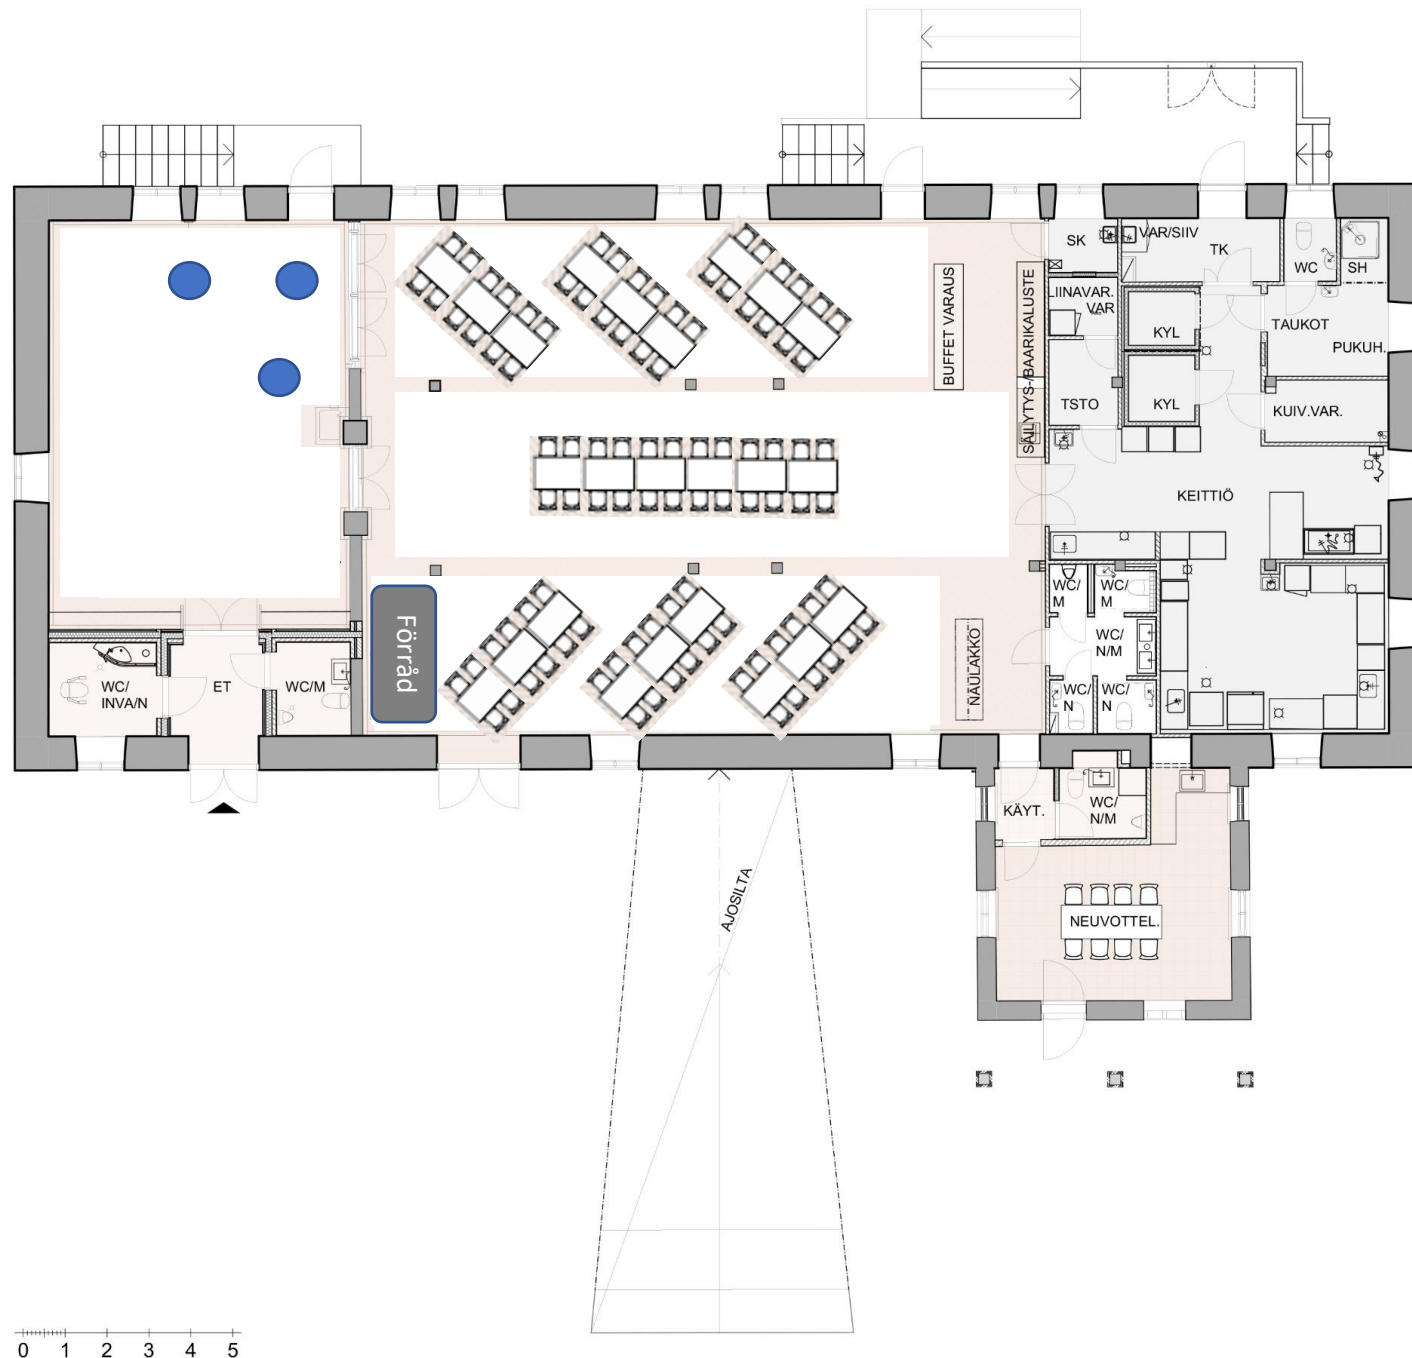 SK
VAR/SIIV
TK
WC
SH
LIINAVAR.
VAR
KYL
TAUKOT
PUKUH.
BUFFET VARAUS
SÄILYTYS-/BAARIKALUSTE
TSTO
KYL
KUIV.VAR.
KEITTIÖ
Förråd
NAULAKKO
WC/
M
WC/
M
WC/
N/M
WC/
N
WC/
N
WC/
INVA/N
ET
WC/M
KÄYT.
WC/
N/M
AJOSILTA
NEUVOTTEL.
0 1 2 3 4 5